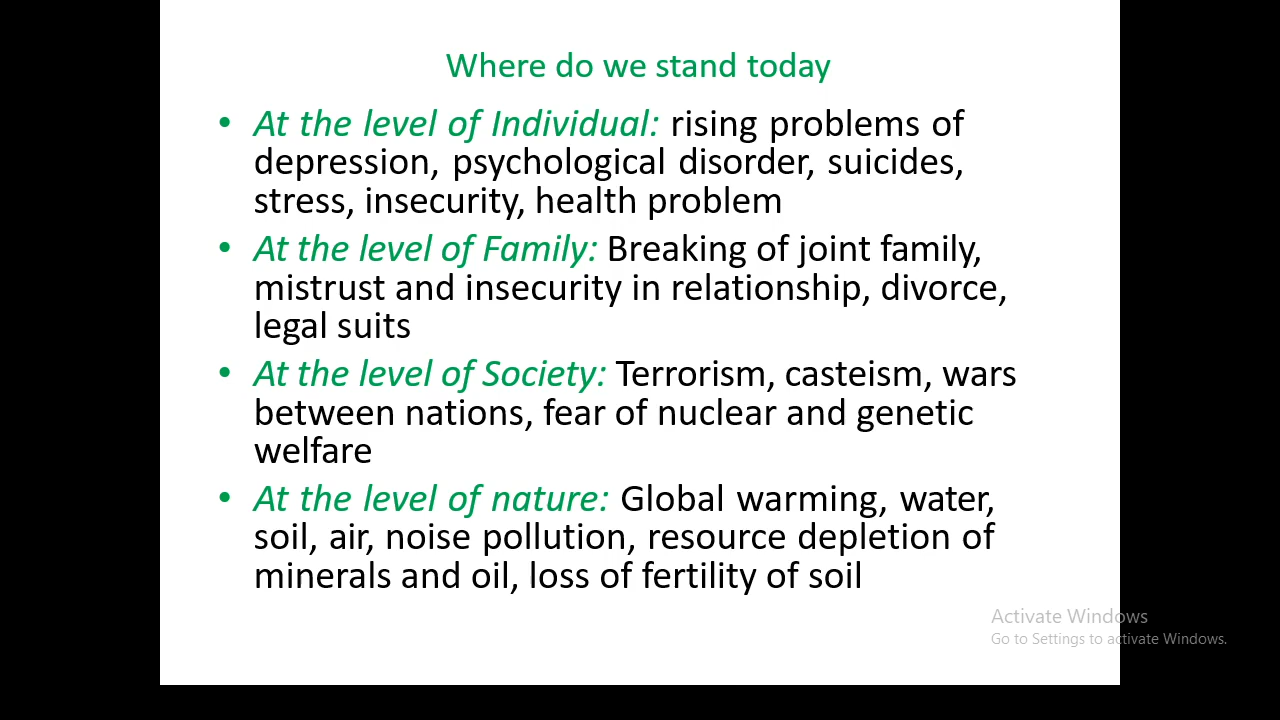 Where do we stand today
• At the level of Individual: rising problems of
depression, psychological disorder, suicides,
stress, insecurity, health problem
• At the level of Family: Breaking of joint family,
mistrust and insecurity in relationship, divorce,
legal suits
• At the level of Society: Terrorism, casteism, wars
between nations, fear of nuclear and genetic
welfare
• At the level of nature: Global warming, water,
soil, air, noise pollution, resource depletion of
minerals and oil, loss of fertility of soil
Activate Windows
Go to Settings to activate Windows.